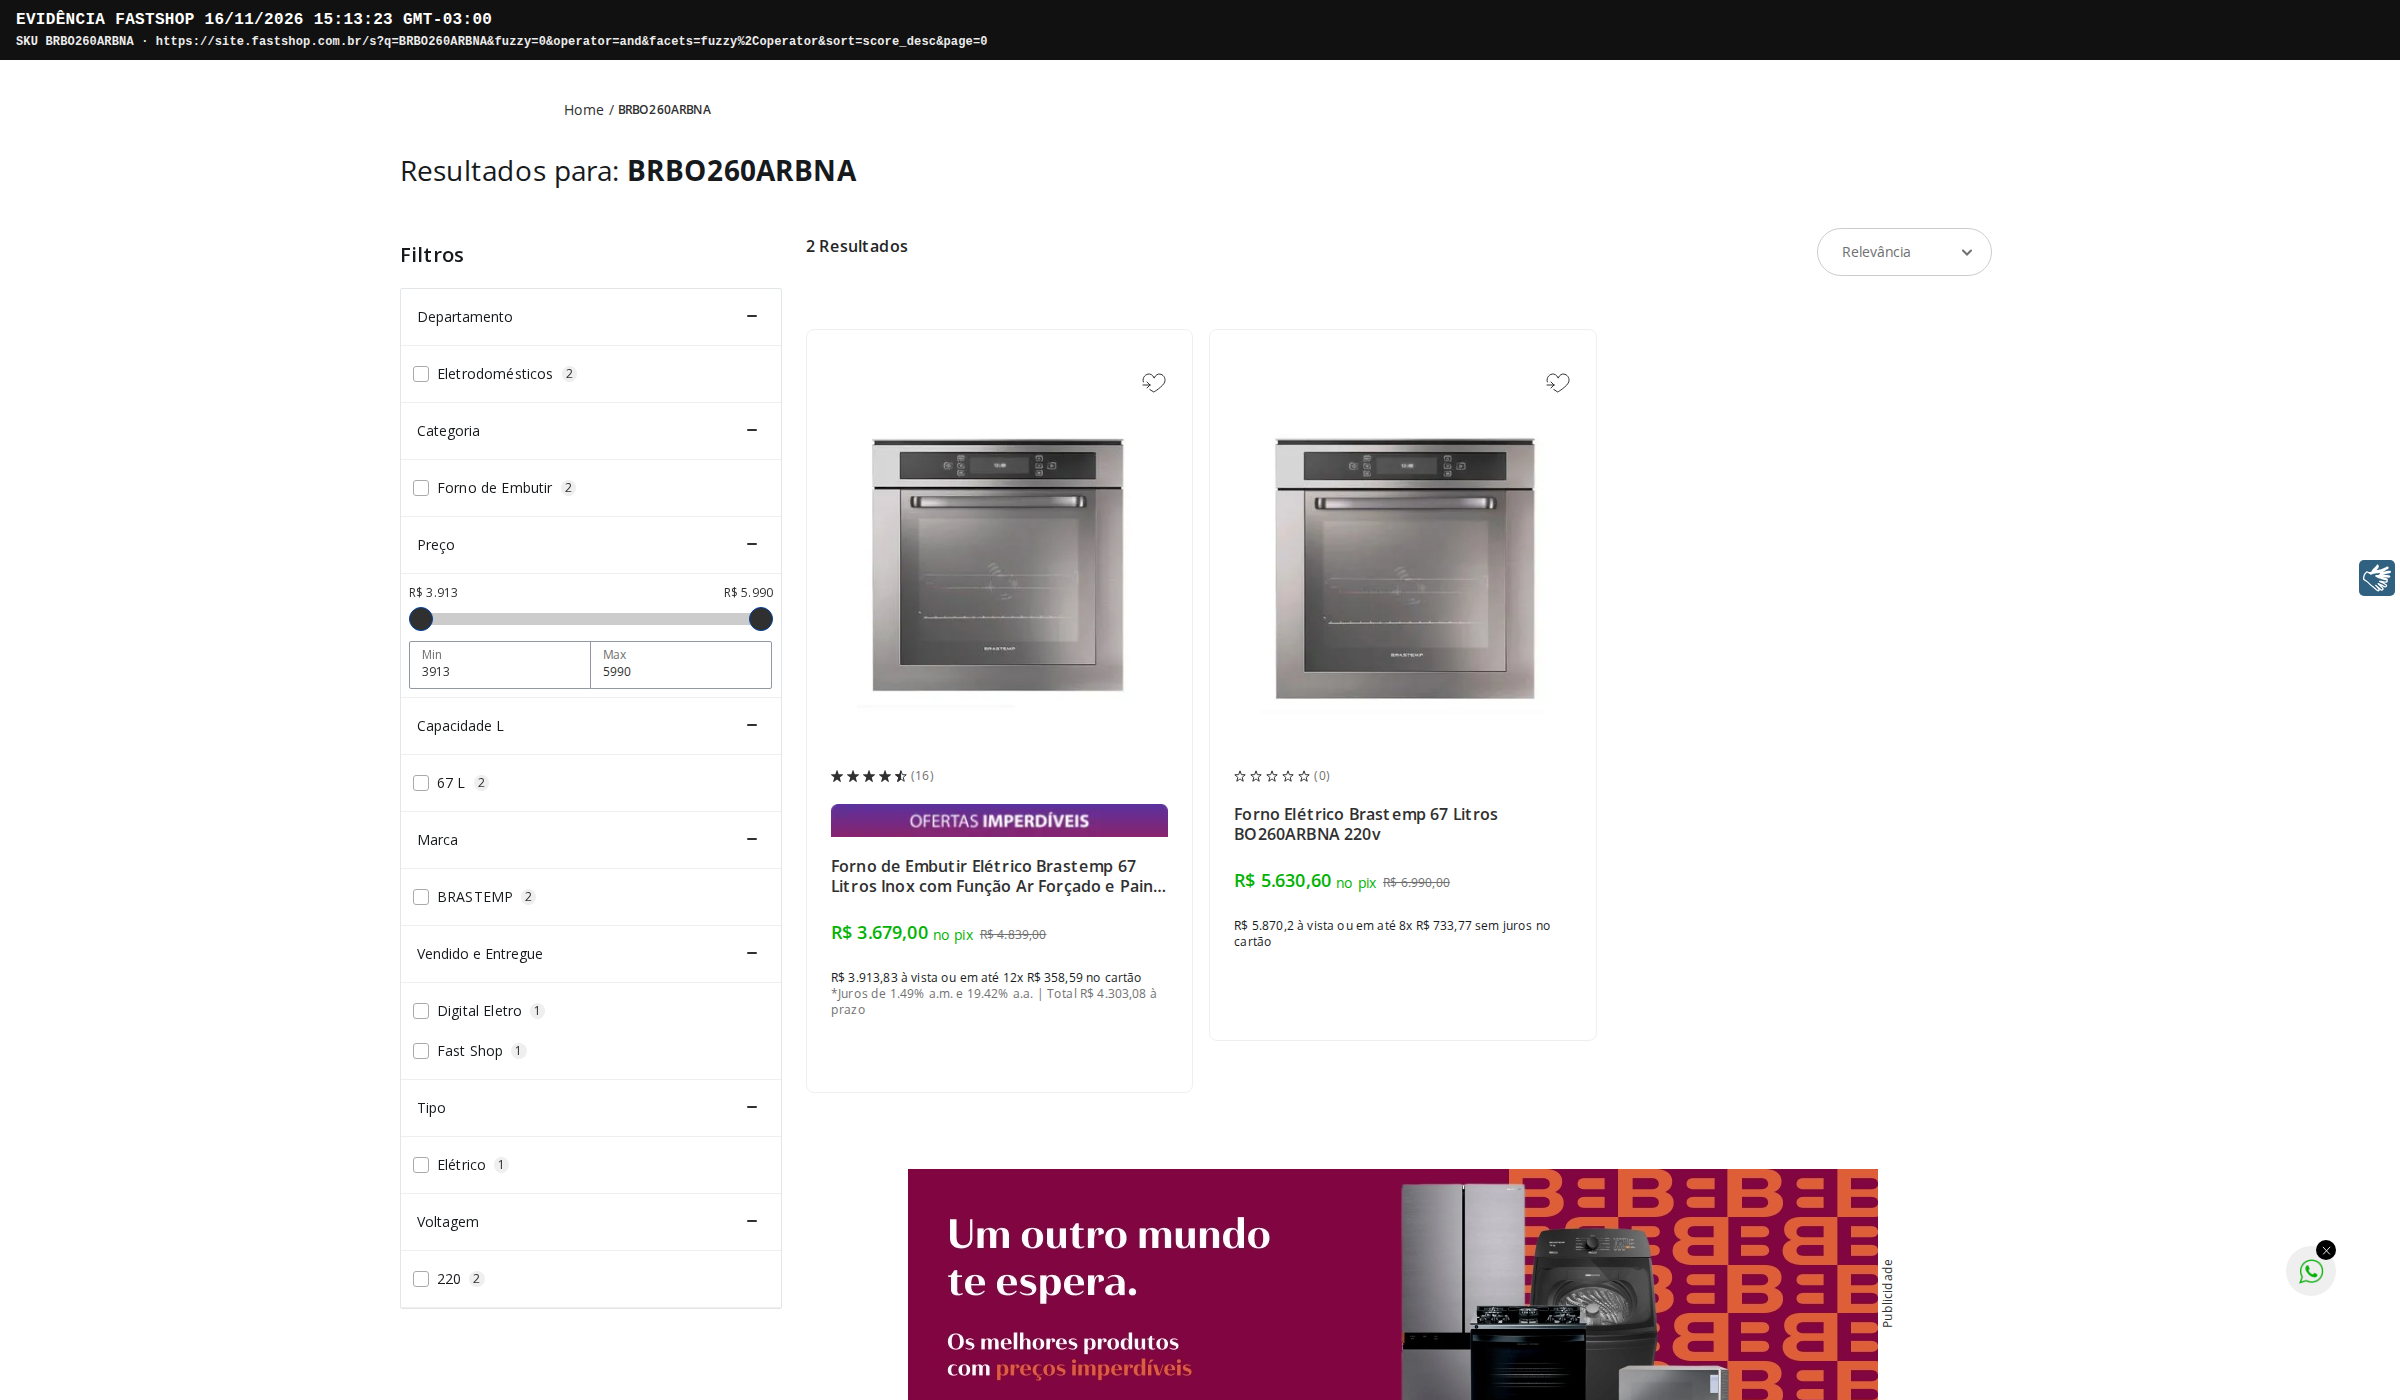 EVIDÊNCIA FASTSHOP 16/11/2026 15:13:23 GMT-03:00
SKU BRBO260ARBNA · https://site.fastshop.com.br/s?q=BRBO260ARBNA&fuzzy=0&operator=and&facets=fuzzy%2Coperator&sort=score_desc&page=0
Home / BRBO260ARBNA
Resultados para: BRBO260ARBNA
Filtros
Departamento
Eletrodomésticos 2
Categoria
Forno de Embutir 2
Preço
R$ 3.913 R$ 5.990
Min
3913
Max
5990
Capacidade L
67 L 2
Marca
BRASTEMP 2
Vendido e Entregue
Digital Eletro 1
Fast Shop 1
Tipo
Elétrico 1
Voltagem
220 2
2 Resultados
Relevância
BRASTEMP
(16)
OFERTAS IMPERDÍVEIS
Forno de Embutir Elétrico Brastemp 67
Litros Inox com Função Ar Forçado e Pain...
R$ 3.679,00 no pix R$ 4.839,00
R$ 3.913,83 à vista ou em até 12x R$ 358,59 no cartão
*Juros de 1.49% a.m. e 19.42% a.a. | Total R$ 4.303,08 à
prazo
BRASTEMP
(0)
Forno Elétrico Brastemp 67 Litros
BO260ARBNA 220v
R$ 5.630,60 no pix R$ 6.990,00
R$ 5.870,2 à vista ou em até 8x R$ 733,77 sem juros no
cartão
Um outro mundo
te espera.
Os melhores produtos
com preços imperdíveis
Publicidade